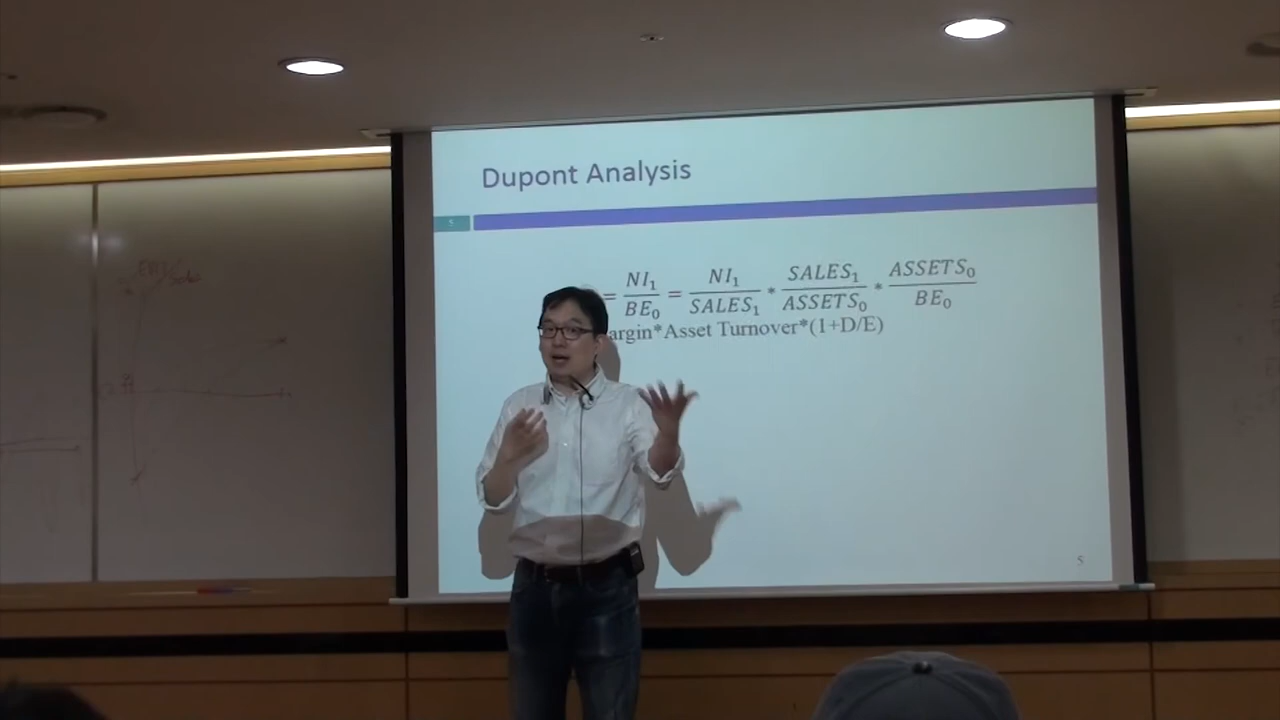 Dupont Analysis
5
= NI₁/BE₀ = NI₁/SALES₁ * SALES₁/ASSETS₀ * ASSETS₀/BE₀
argin*Asset Turnover*(1+D/E)
5